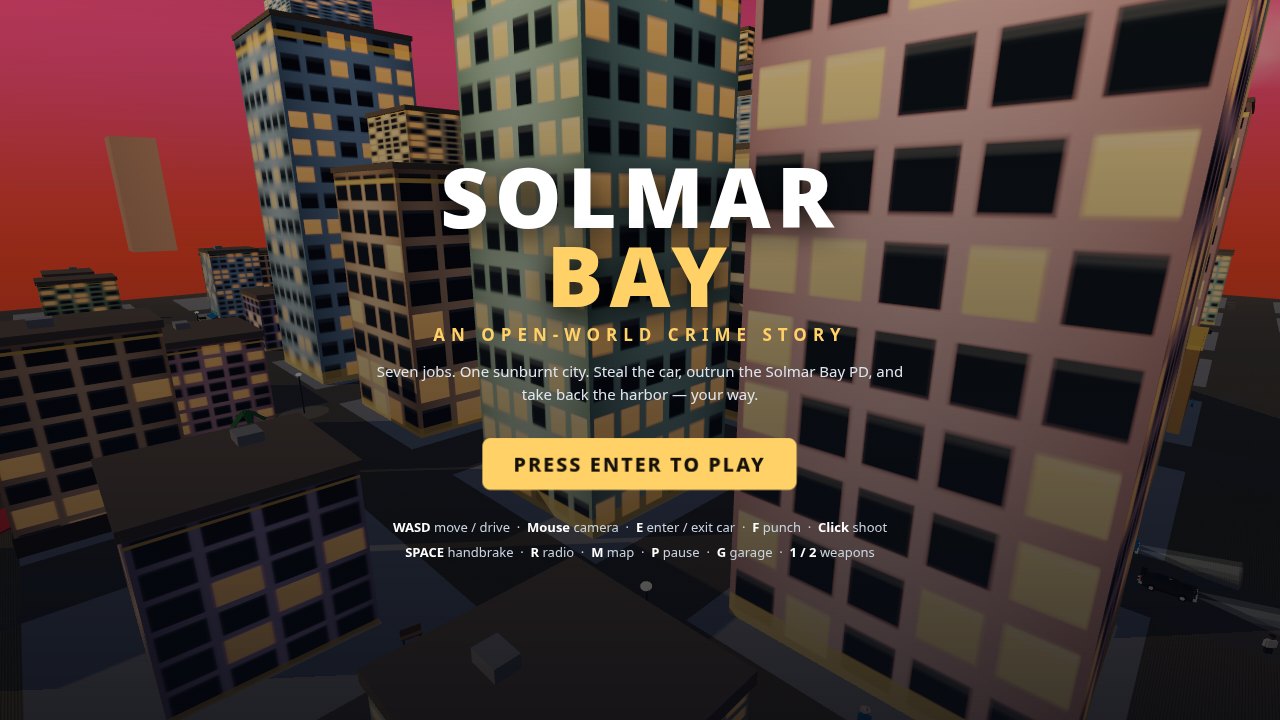 SOLMAR
BAY
AN OPEN-WORLD CRIME STORY
Seven jobs. One sunburnt city. Steal the car, outrun the Solmar Bay PD, and
take back the harbor — your way.
PRESS ENTER TO PLAY
WASD move / drive · Mouse camera · E enter / exit car · F punch · Click shoot
SPACE handbrake · R radio · M map · P pause · G garage · 1 / 2 weapons